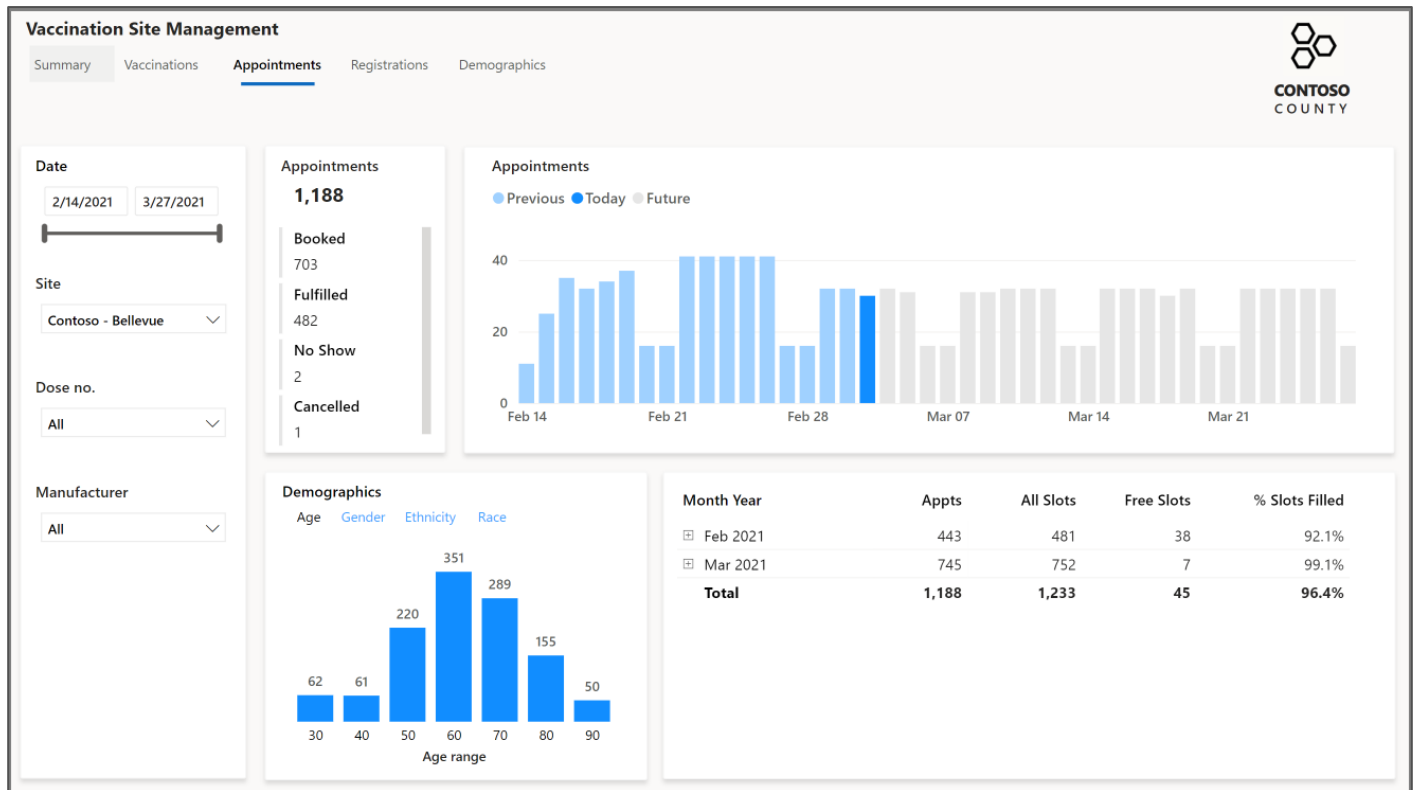 Vaccination Site Management
Summary Vaccinations Appointments Registrations Demographics
CONTOSO
COUNTY
Date
2/14/2021 3/27/2021
Site
Contoso - Bellevue
Dose no.
All
Manufacturer
All
Appointments
1,188
Booked
703
Fulfilled
482
No Show
2
Cancelled
1
Appointments
Previous Today Future
40
20
0
Feb 14 Feb 21 Feb 28 Mar 07 Mar 14 Mar 21
Demographics
Age Gender Ethnicity Race
351
289
220
155
62 61 50
30 40 50 60 70 80 90
Age range
Month Year Appts All Slots Free Slots % Slots Filled
Feb 2021 443 481 38 92.1%
Mar 2021 745 752 7 99.1%
Total 1,188 1,233 45 96.4%